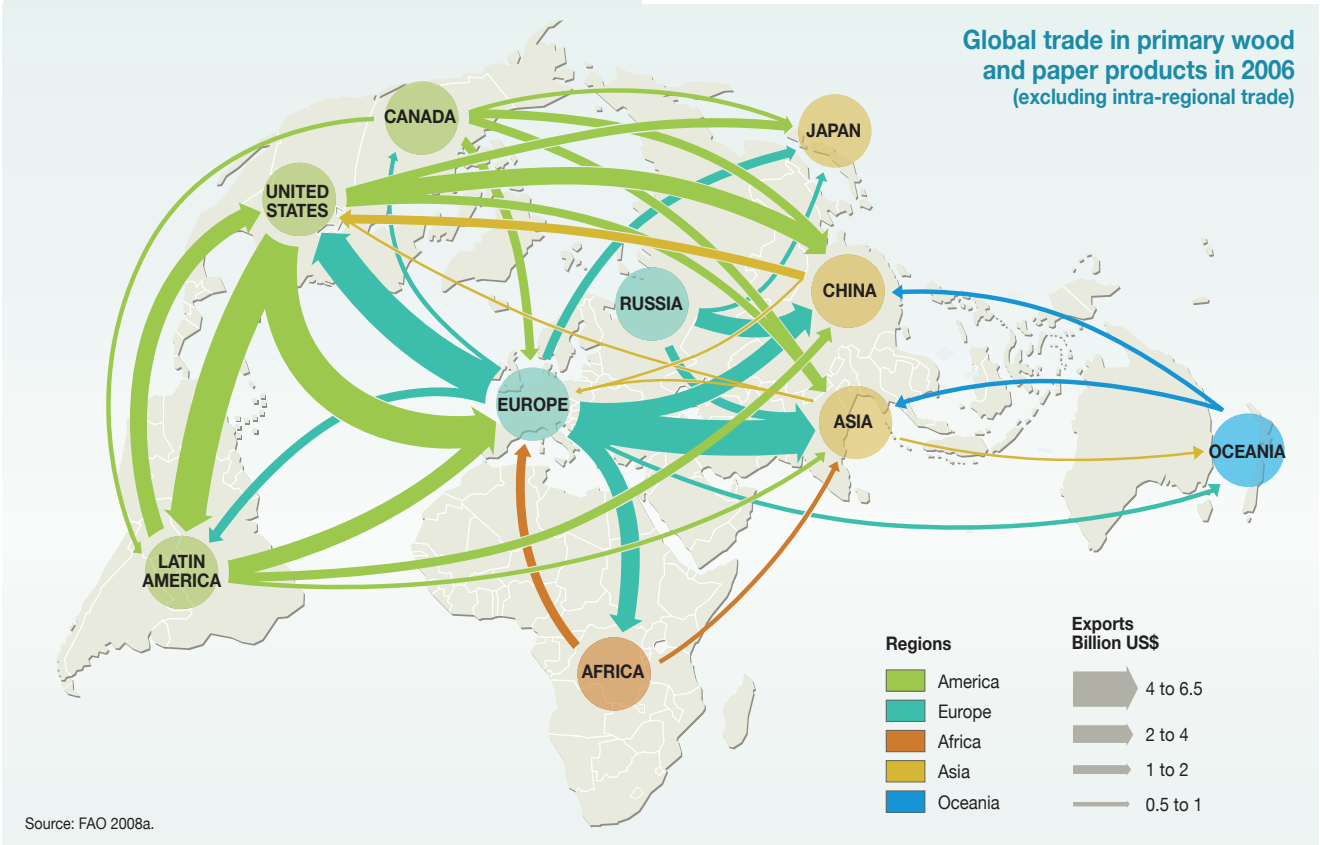 Global trade in primary wood
and paper products in 2006
(excluding intra-regional trade)
CANADA
JAPAN
UNITED
STATES
CHINA
RUSSIA
EUROPE
ASIA
OCEANIA
LATIN
AMERICA
AFRICA
Regions
America
Europe
Africa
Asia
Oceania
Exports
Billion US$
4 to 6.5
2 to 4
1 to 2
0.5 to 1
Source: FAO 2008a.